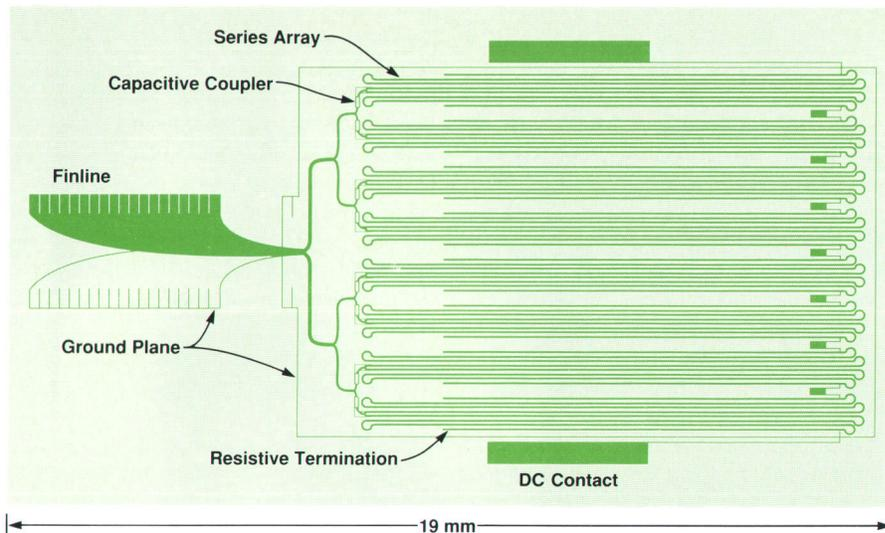 Series Array
Capacitive Coupler
Finline
Ground Plane
Resistive Termination
DC Contact
19 mm